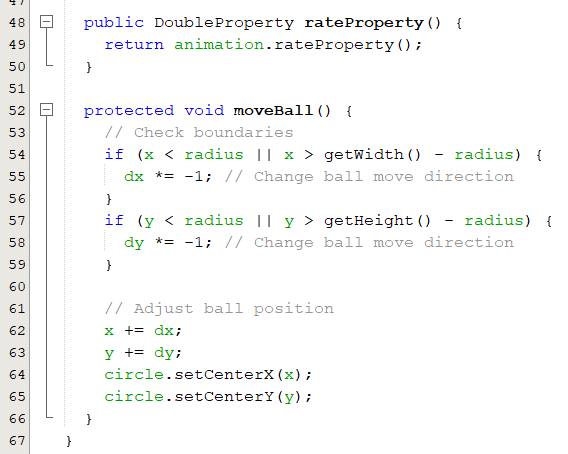 47
48 public DoubleProperty rateProperty() {
49 return animation.rateProperty();
50 }
51
52 protected void moveBall() {
53 // Check boundaries
54 if (x < radius || x > getWidth() - radius) {
55 dx *= -1; // Change ball move direction
56 }
57 if (y < radius || y > getHeight() - radius) {
58 dy *= -1; // Change ball move direction
59 }
60
61 // Adjust ball position
62 x += dx;
63 y += dy;
64 circle.setCenterX(x);
65 circle.setCenterY(y);
66 }
67 }